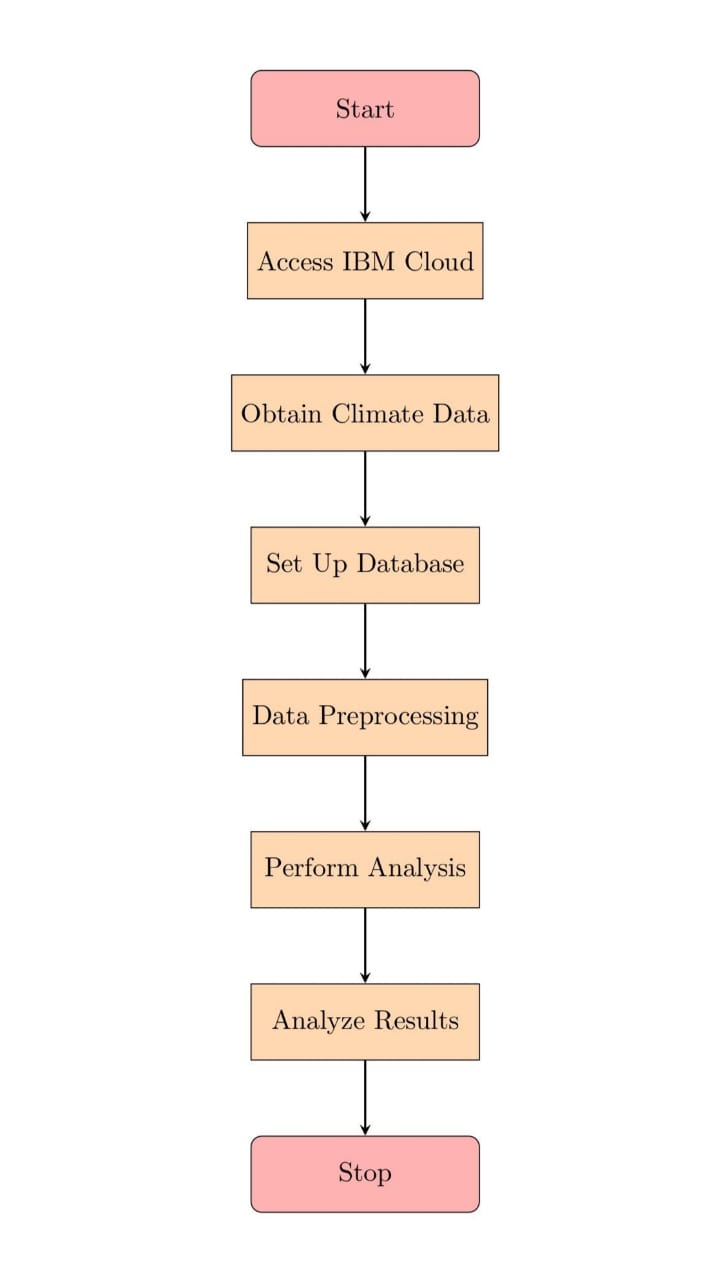 Start
Access IBM Cloud
Obtain Climate Data
Set Up Database
Data Preprocessing
Perform Analysis
Analyze Results
Stop